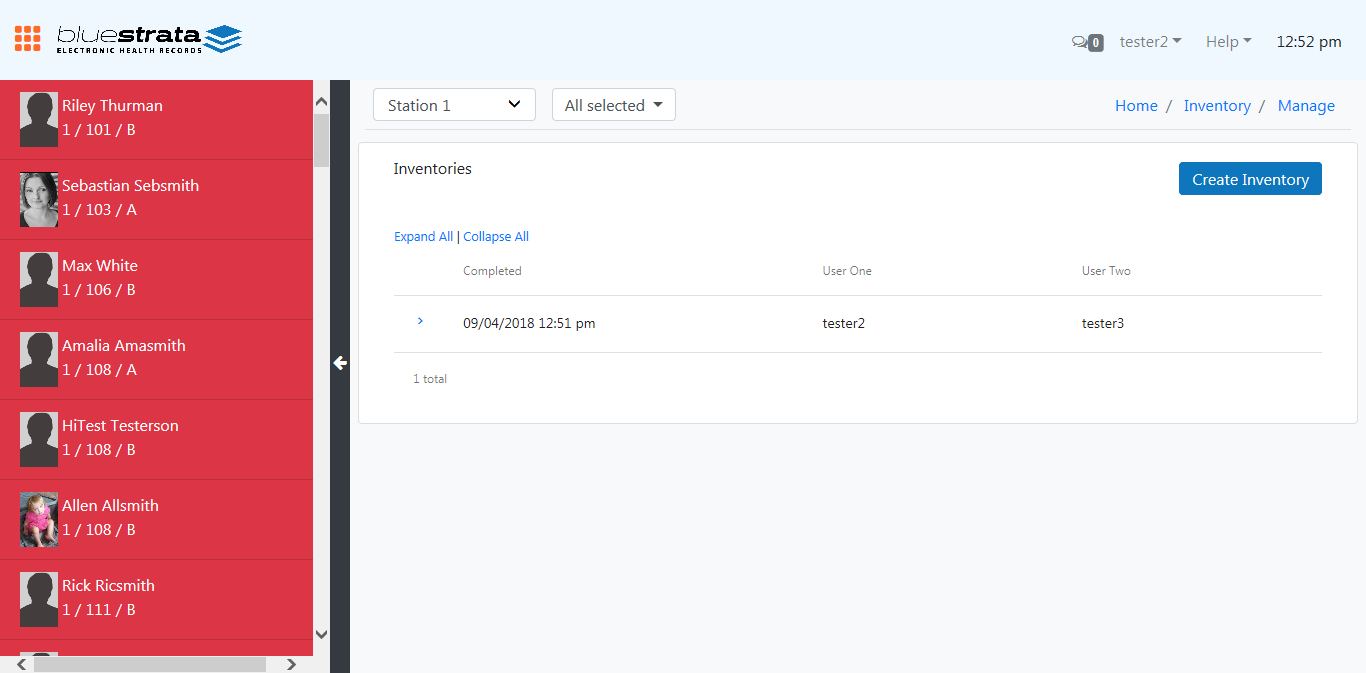 bluestrata
ELECTRONIC HEALTH RECORDS
0 tester2 Help 12:52 pm
Riley Thurman
1 / 101 / B
Sebastian Sebsmith
1 / 103 / A
Max White
1 / 106 / B
Amalia Amasmith
1 / 108 / A
HiTest Testerson
1 / 108 / B
Allen Allsmith
1 / 108 / B
Rick Ricsmith
1 / 111 / B
Station 1 All selected Home / Inventory / Manage
Inventories
Create Inventory
Expand All | Collapse All
Completed User One User Two
09/04/2018 12:51 pm tester2 tester3
1 total